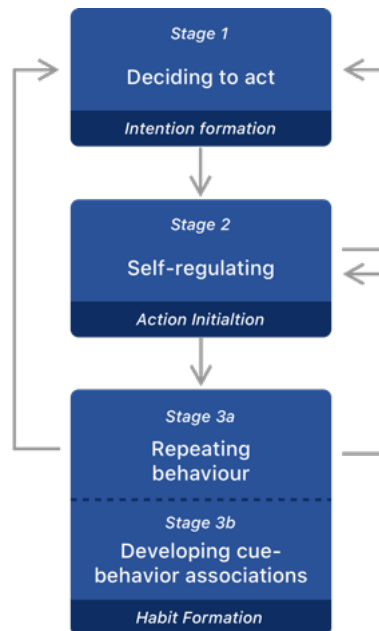 Stage 1
Deciding to act
Intention formation
Stage 2
Self-regulating
Action Initialtion
Stage 3a
Repeating
behaviour
Stage 3b
Developing cue-
behavior associations
Habit Formation